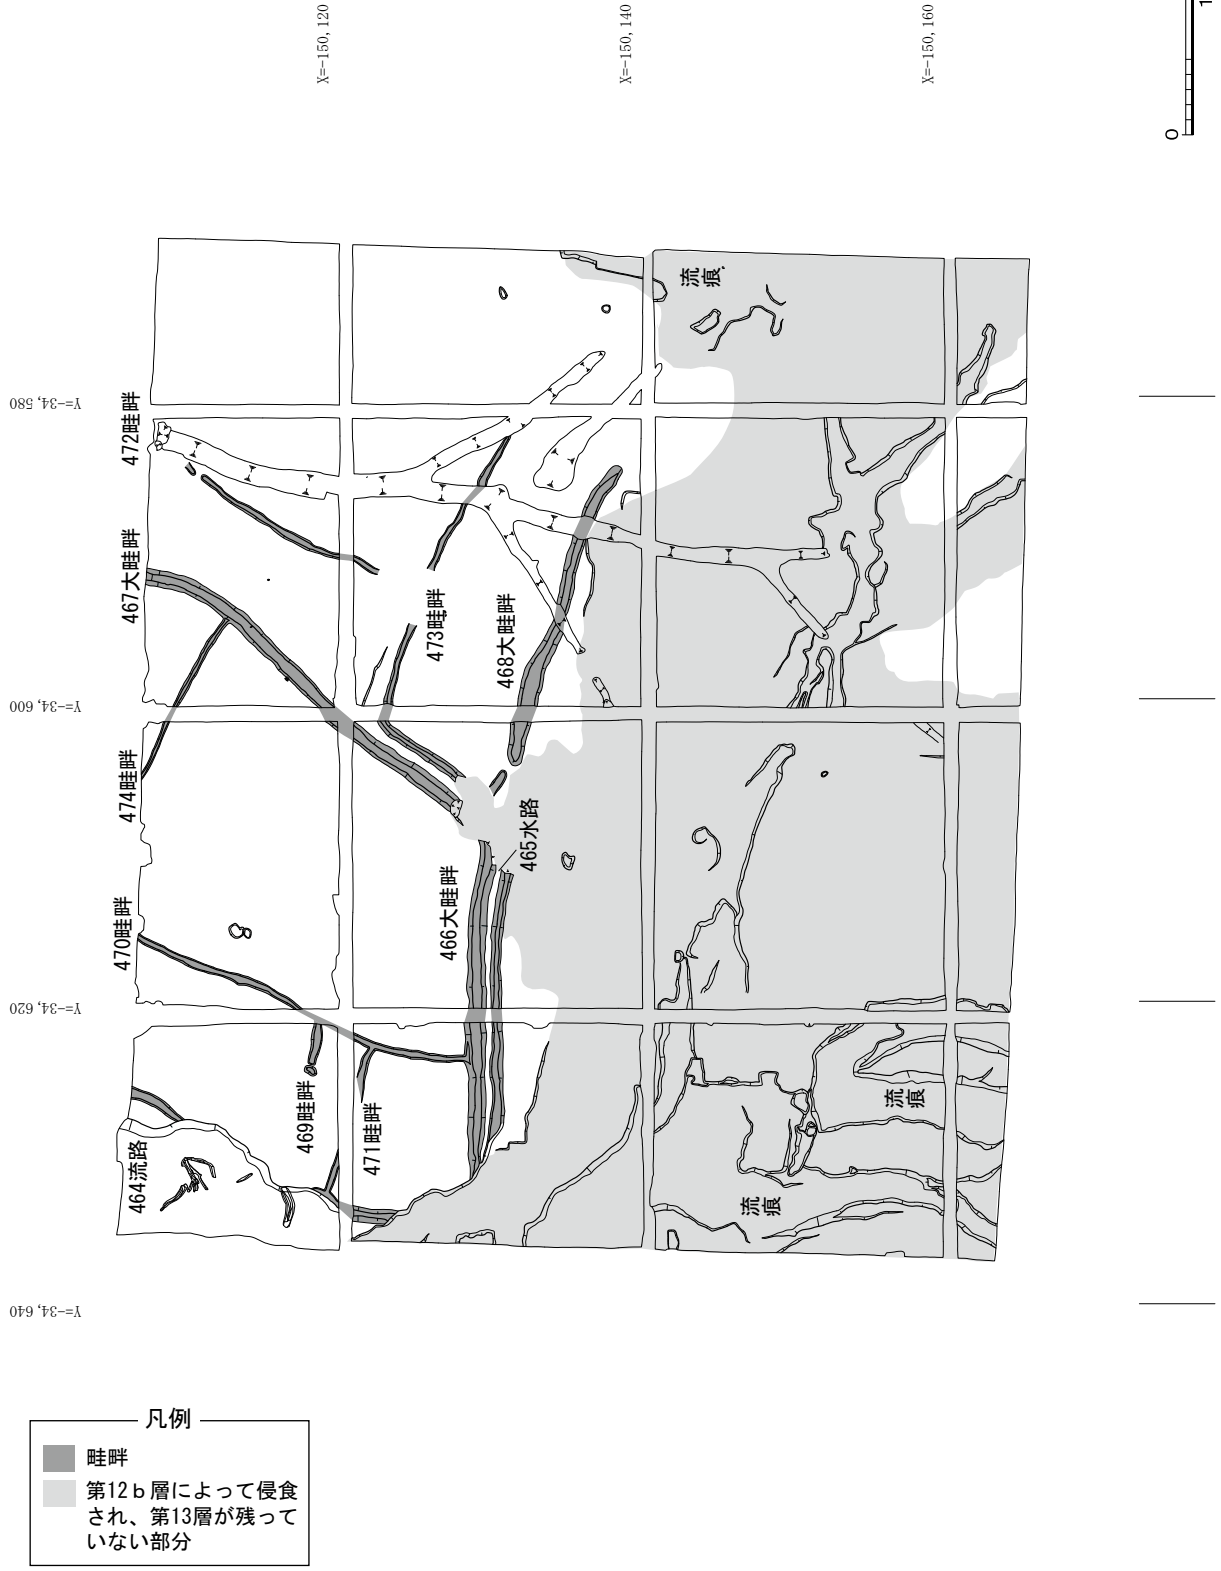 X=-150,120
X=-150,140
X=-150,160
0
1
Y=-34,580
Y=-34,600
Y=-34,620
Y=-34,640
472畦畔
467大畦畔
474畦畔
470畦畔
473畦畔
468大畦畔
465水路
466大畦畔
469畦畔
471畦畔
464流路
流痕
流痕
流痕
凡例
畦畔
第12ｂ層によって侵食
され、第13層が残って
いない部分